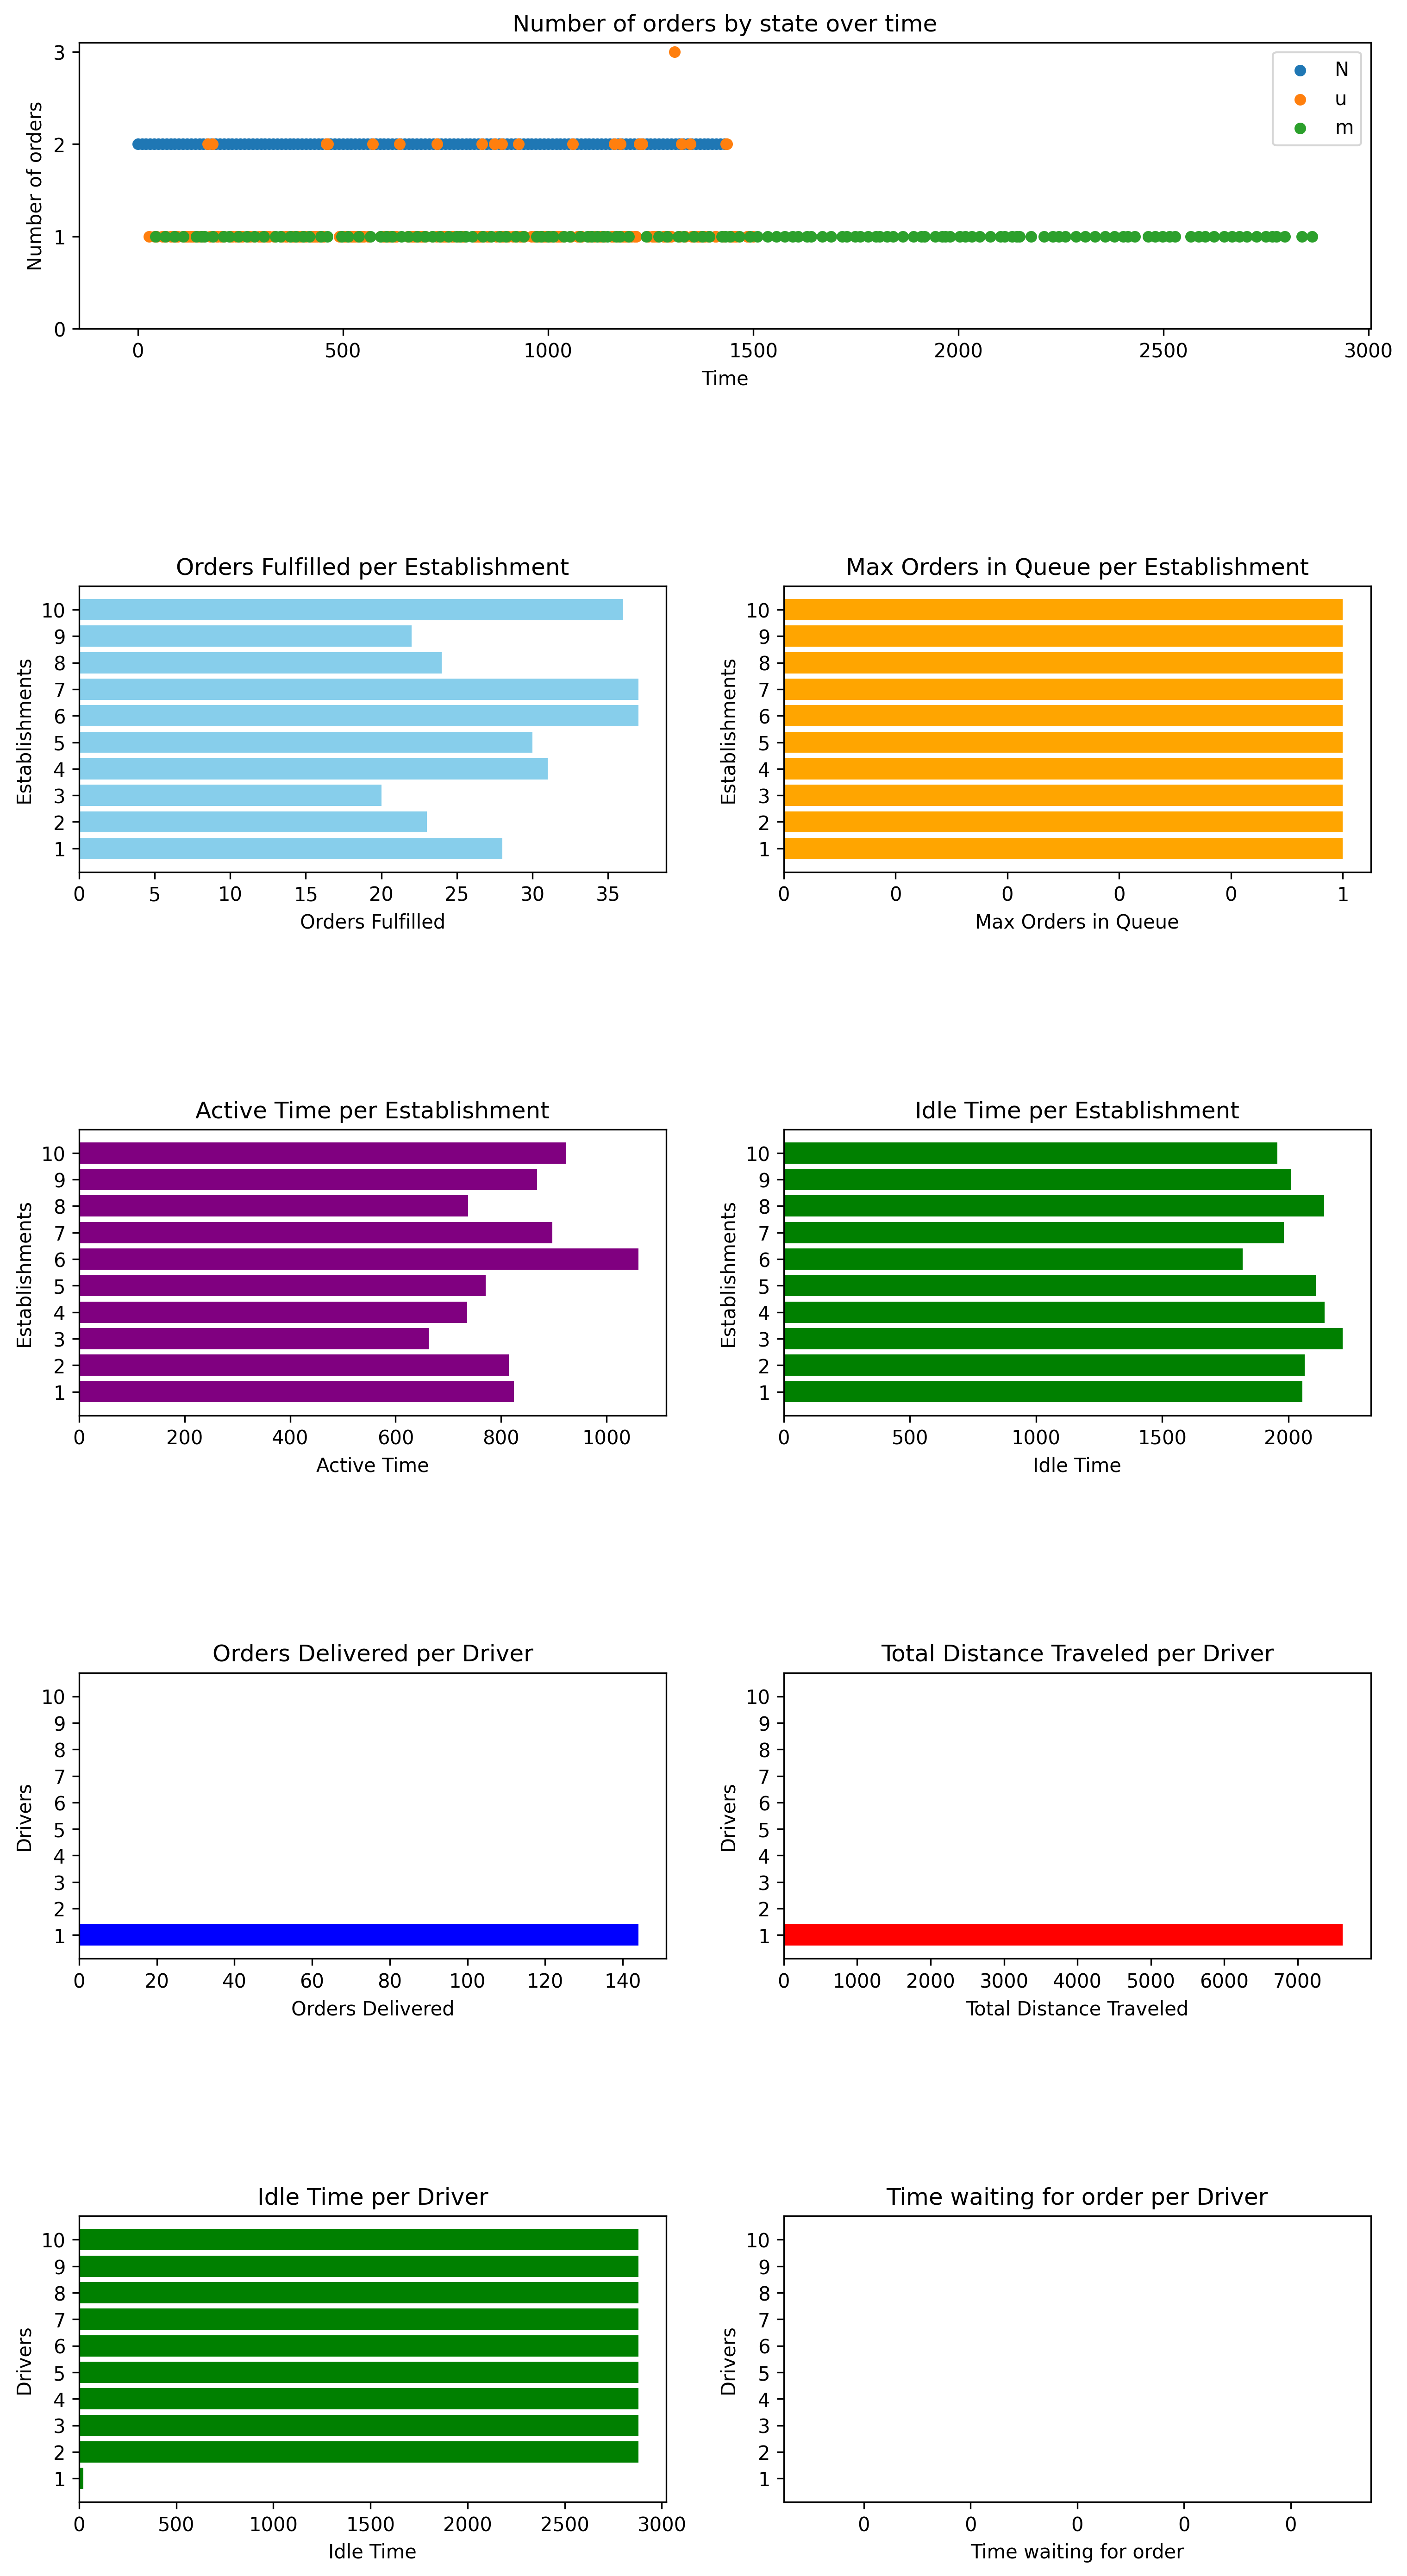 Number of orders by state over time
3
2
1
0
Number of orders
N
u
m
0 500 1000 1500 2000 2500 3000
Time
Orders Fulfilled per Establishment
10
9
8
7
6
5
4
3
2
1
Establishments
0 5 10 15 20 25 30 35
Orders Fulfilled
Max Orders in Queue per Establishment
10
9
8
7
6
5
4
3
2
1
Establishments
0 0 0 0 0 1
Max Orders in Queue
Active Time per Establishment
10
9
8
7
6
5
4
3
2
1
Establishments
0 200 400 600 800 1000
Active Time
Idle Time per Establishment
10
9
8
7
6
5
4
3
2
1
Establishments
0 500 1000 1500 2000
Idle Time
Orders Delivered per Driver
10
9
8
7
6
5
4
3
2
1
Drivers
0 20 40 60 80 100 120 140
Orders Delivered
Total Distance Traveled per Driver
10
9
8
7
6
5
4
3
2
1
Drivers
0 1000 2000 3000 4000 5000 6000 7000
Total Distance Traveled
Idle Time per Driver
10
9
8
7
6
5
4
3
2
1
Drivers
0 500 1000 1500 2000 2500 3000
Idle Time
Time waiting for order per Driver
10
9
8
7
6
5
4
3
2
1
Drivers
0 0 0 0 0
Time waiting for order